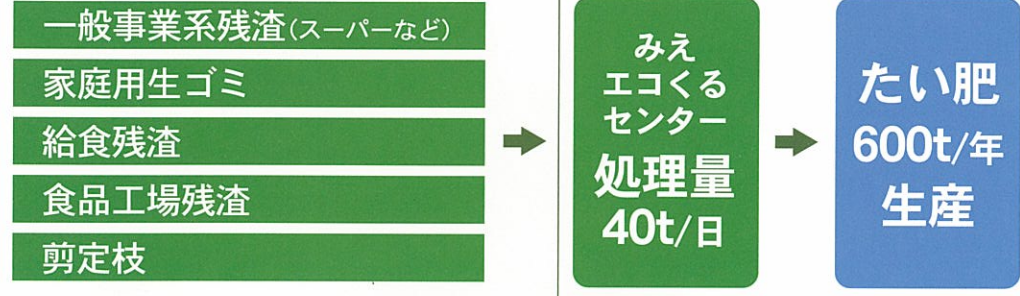 一般事業系残渣(スーパーなど)
家庭用生ゴミ
給食残渣
食品工場残渣
剪定枝
みえ
エコくる
センター
処理量
40t/日
たい肥
600t/年
生産